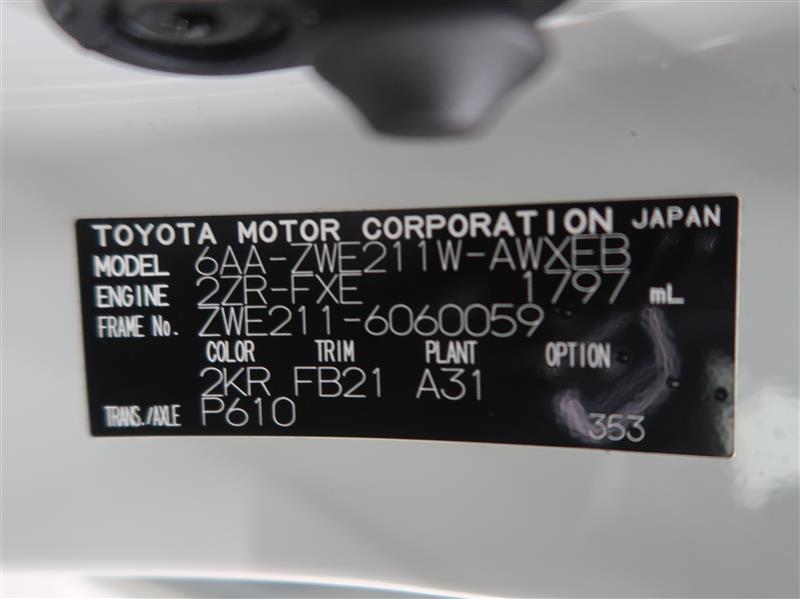 TOYOTA MOTOR CORPORATION JAPAN
MODEL 6AA-ZWE211W-AWXEB
ENGINE 2ZR-FXE 1797 mL
FRAME No. ZWE211-6060059
COLOR TRIM PLANT OPTION
2KR FB21 A31
TRANS./AXLE P610 353